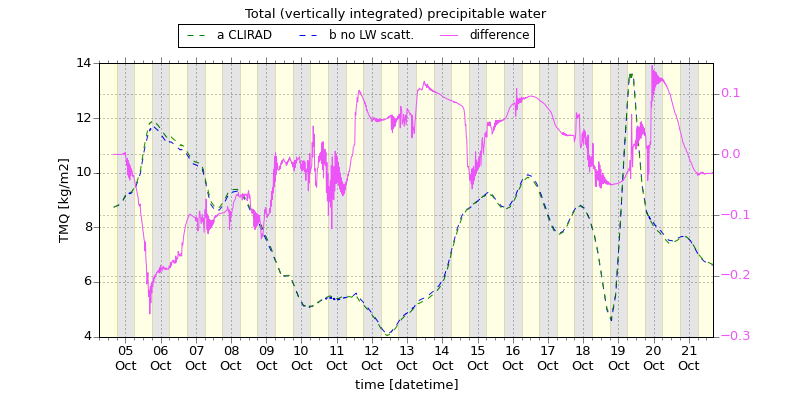 Total (vertically integrated) precipitable water
a CLIRAD b no LW scatt. difference
14
12
10
8
6
4
TMQ [kg/m2]
0.1
0.0
−0.1
−0.2
−0.3
05 06 07 08 09 10 11 12 13 14 15 16 17 18 19 20 21
Oct Oct Oct Oct Oct Oct Oct Oct Oct Oct Oct Oct Oct Oct Oct Oct Oct
time [datetime]